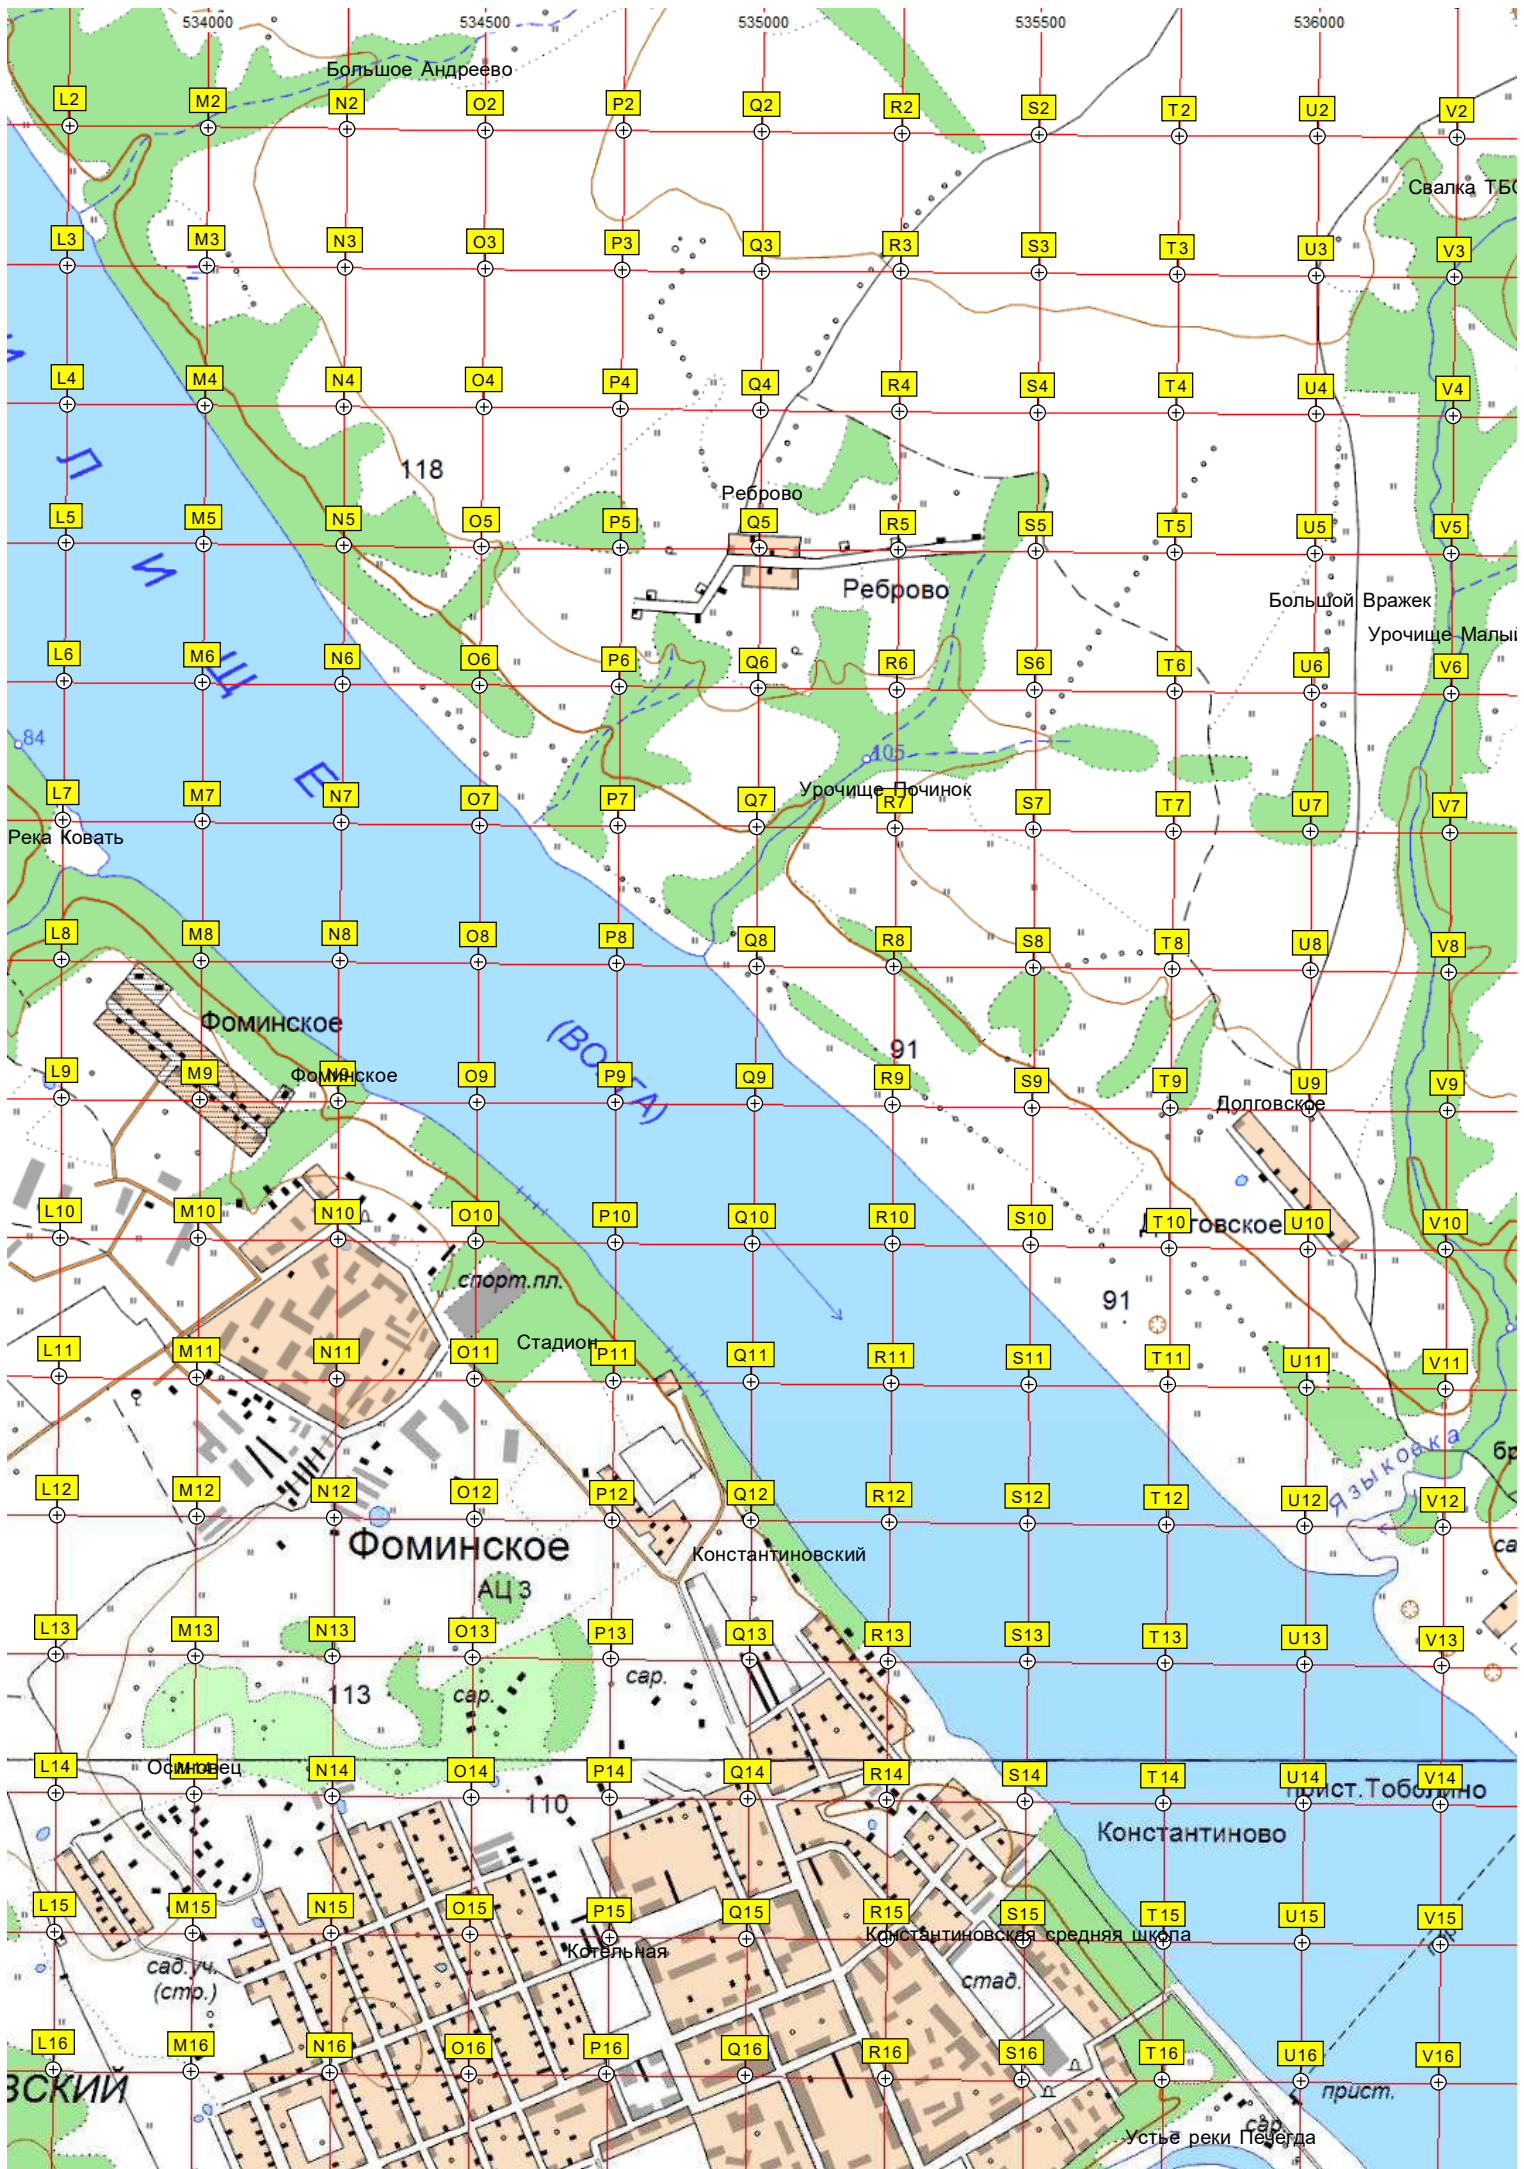 534000 534500 535000 535500 536000
Большое Андреево
L2 M2 N2 O2 P2 Q2 R2 S2 T2 U2 V2
Свалка ТБО
L3 M3 N3 O3 P3 Q3 R3 S3 T3 U3 V3
И
L4 M4 N4 O4 P4 Q4 R4 S4 T4 U4 V4
Л
118
Реброво
L5 M5 N5 O5 P5 Q5 R5 S5 T5 U5 V5
И
Реброво
Большой Вражек
Урочище Малый
L6 M6 N6 O6 P6 Q6 R6 S6 T6 U6 V6
Щ
84
105
Е
Урочище Починок
L7 M7 N7 O7 P7 Q7 R7 S7 T7 U7 V7
Река Ковать
L8 M8 N8 O8 P8 Q8 R8 S8 T8 U8 V8
Фоминское
(ВОЛГА)
91
Фоминское
L9 M9 N9 O9 P9 Q9 R9 S9 T9 U9 V9
Долговское
L10 M10 N10 O10 P10 Q10 R10 S10 T10 U10 V10
Долговское
спорт.пл.
91
Стадион
L11 M11 N11 O11 P11 Q11 R11 S11 T11 U11 V11
Языковка
бр
L12 M12 N12 O12 P12 Q12 R12 S12 T12 U12 V12
Фоминское
са
Константиновский
АЦ 3
L13 M13 N13 O13 P13 Q13 R13 S13 T13 U13 V13
сар.
сар.
113
Осиновец
L14 M14 N14 O14 P14 Q14 R14 S14 T14 U14 V14
прист.Тоболино
110
Константиново
L15 M15 N15 O15 P15 Q15 R15 S15 T15 U15 V15
Константиновская средняя школа
Котельная
сад.уч.
(стр.)
стад.
L16 M16 N16 O16 P16 Q16 R16 S16 T16 U16 V16
ВСКИЙ
прист.
сар.
Устье реки Печегда